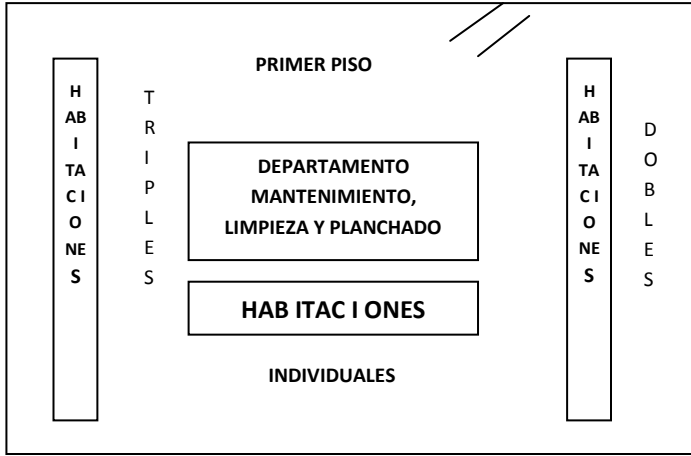 PRIMER PISO
H
AB
I
TA
C I
O
NE
S
T
R
I
P
L
E
S
DEPARTAMENTO
MANTENIMIENTO,
LIMPIEZA Y PLANCHADO
HAB ITAC I ONES
INDIVIDUALES
H
AB
I
TA
C I
O
NE
S
D
O
B
L
E
S